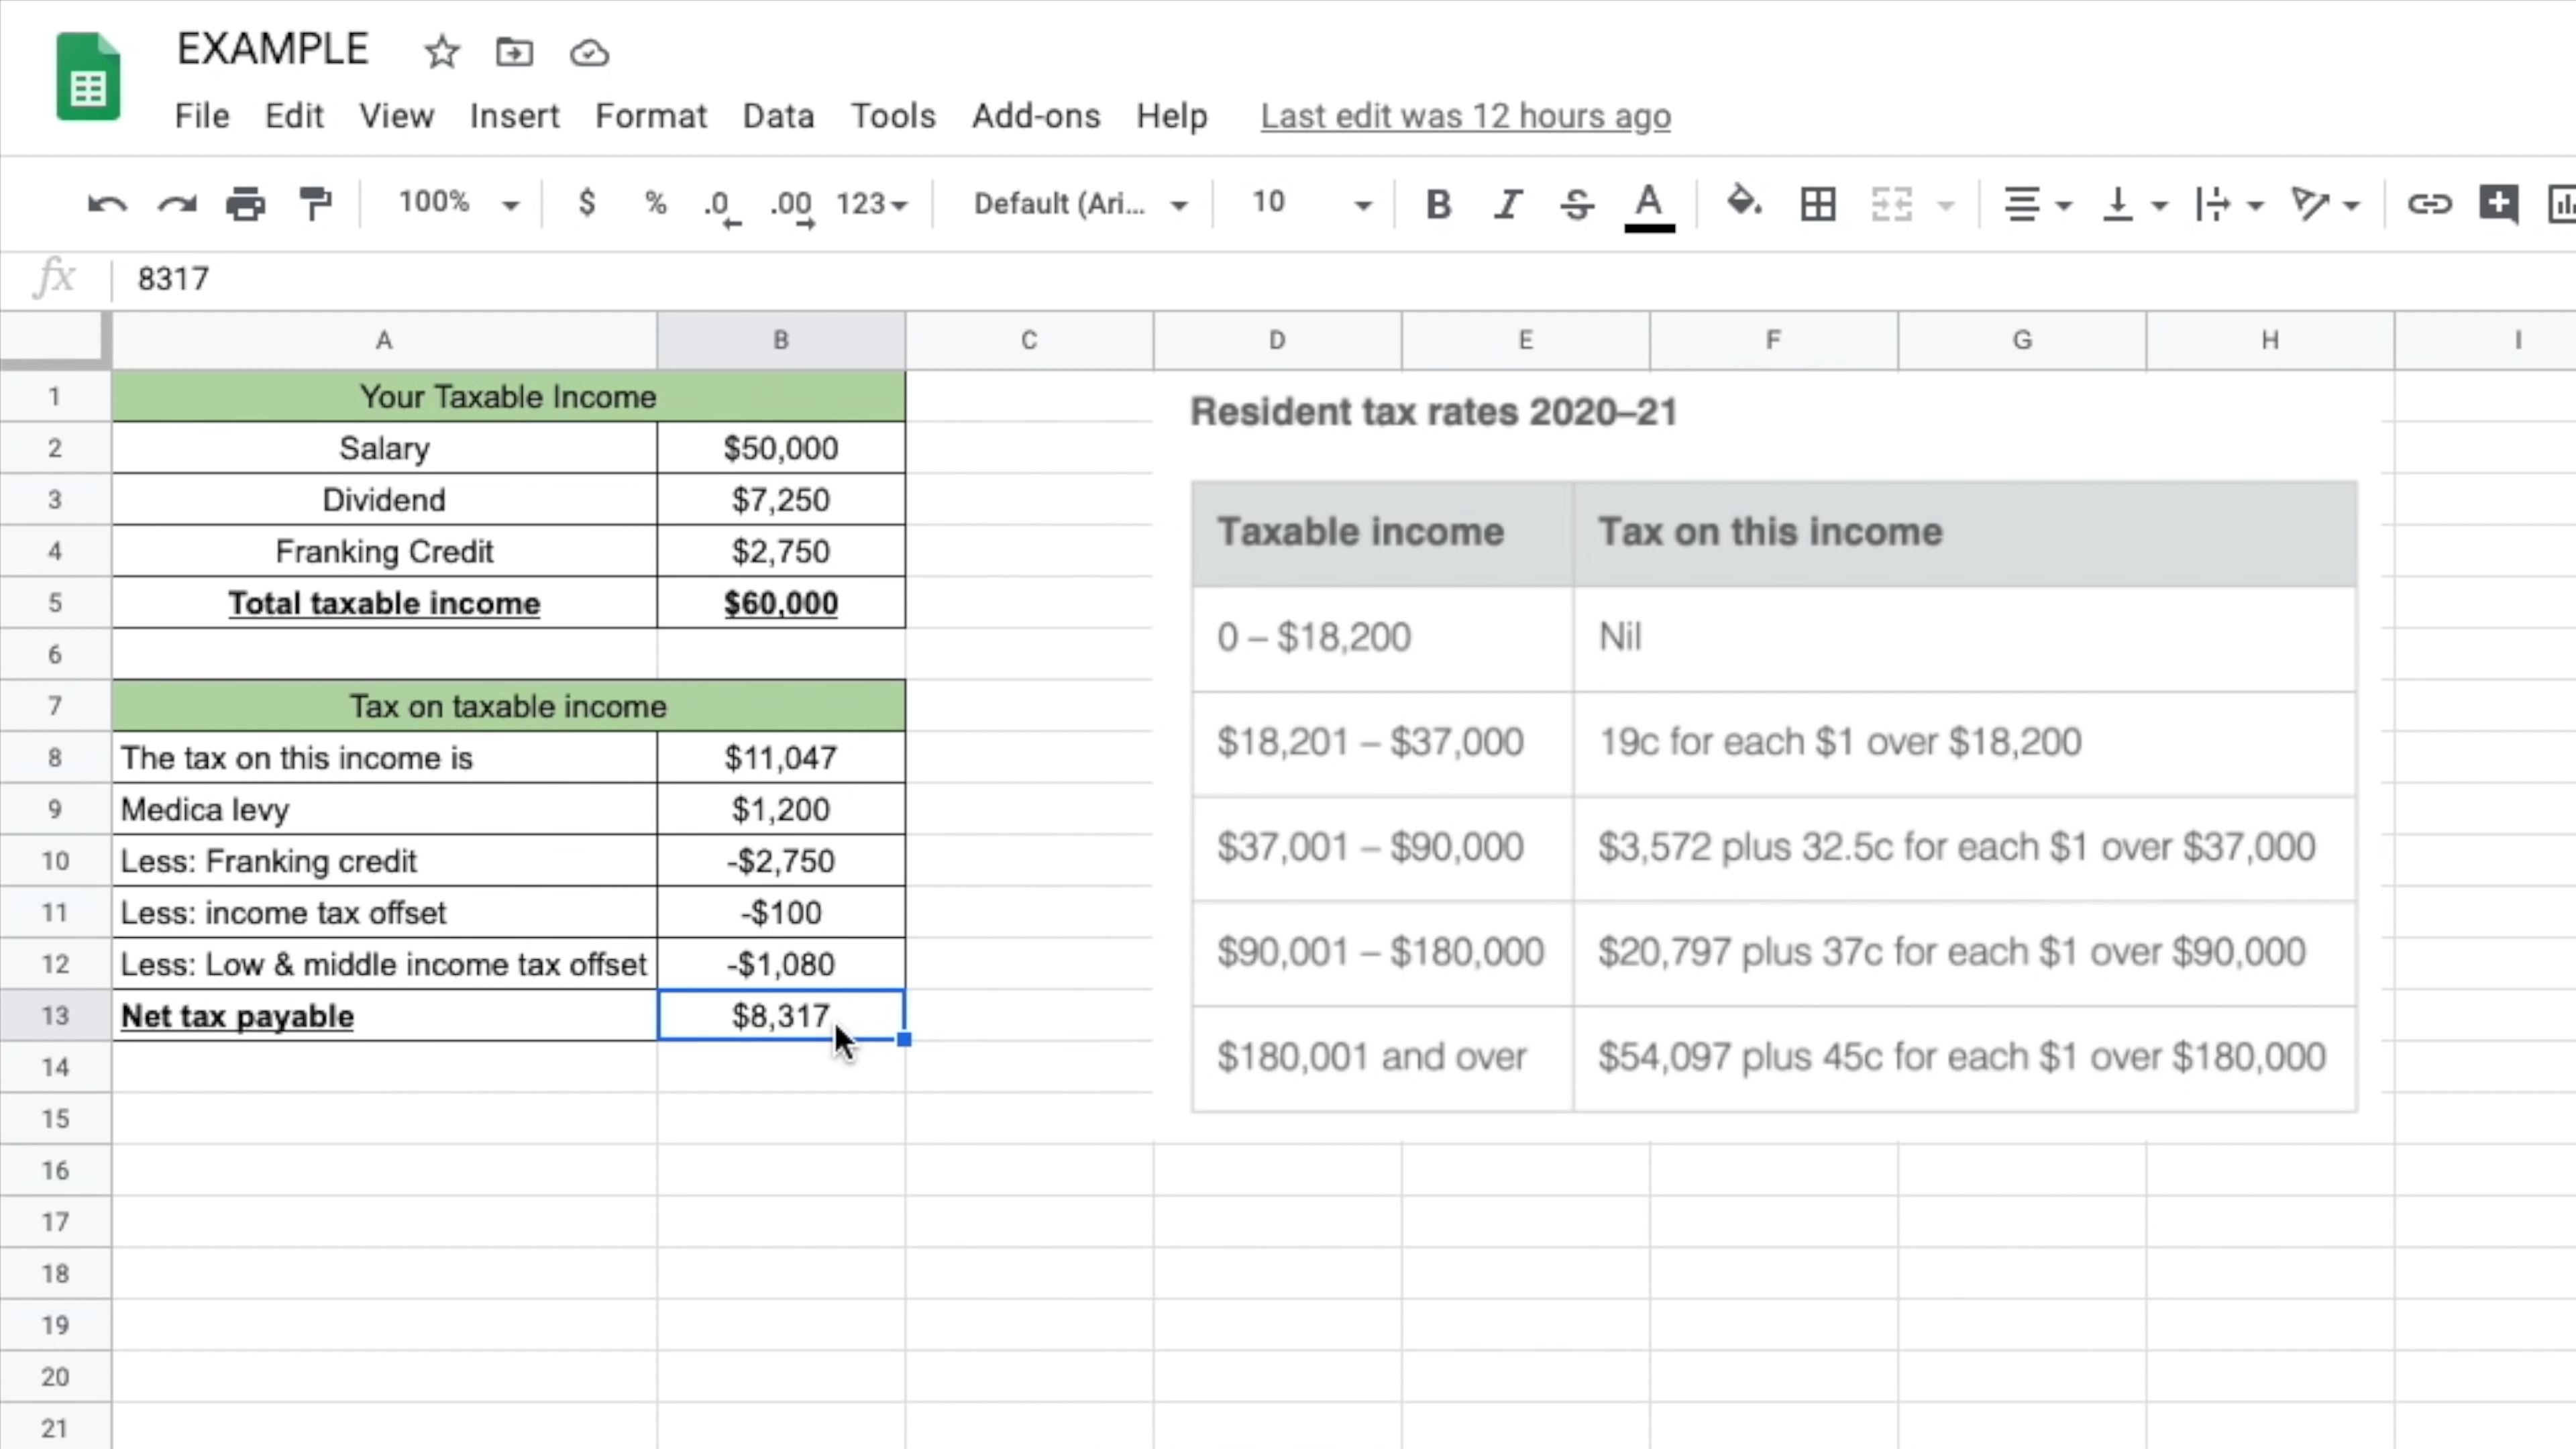 EXAMPLE
File Edit View Insert Format Data Tools Add-ons Help Last edit was 12 hours ago
100% $ % .0 .00 123 Default (Ari... 10 B I S A
fx 8317
A B C D E F G H I
1 Your Taxable Income
2 Salary $50,000
3 Dividend $7,250
4 Franking Credit $2,750
5 Total taxable income $60,000
6
7 Tax on taxable income
8 The tax on this income is $11,047
9 Medica levy $1,200
10 Less: Franking credit -$2,750
11 Less: income tax offset -$100
12 Less: Low & middle income tax offset -$1,080
13 Net tax payable $8,317
14
15
16
17
18
19
20
21
Resident tax rates 2020–21
Taxable income Tax on this income
0 – $18,200 Nil
$18,201 – $37,000 19c for each $1 over $18,200
$37,001 – $90,000 $3,572 plus 32.5c for each $1 over $37,000
$90,001 – $180,000 $20,797 plus 37c for each $1 over $90,000
$180,001 and over $54,097 plus 45c for each $1 over $180,000